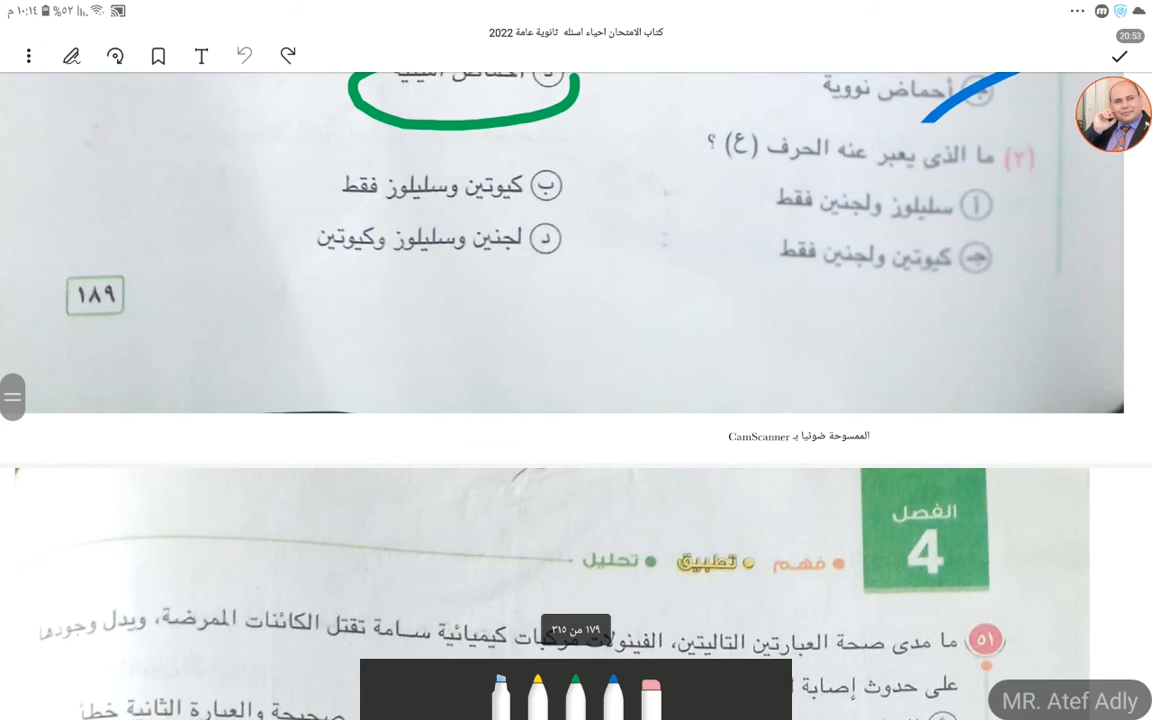 ١٠:١٤ م ٥٢%
كتاب الامتحان احياء اسئله ثانوية عامة 2022
20:53
T
ج أحماض نووية
(٣) ما الذى يعبر عنه الحرف (ع) ؟
أ سليلوز ولجنين فقط
ب كيوتين وسليلوز فقط
ج كيوتين ولجنين فقط
د لجنين وسليلوز وكيوتين
١٨٩
الممسوحة ضوئيا بـ CamScanner
الفصل
4
فهم تطبيق تحليل
٥١ ما مدى صحة العبارتين التاليتين، الفينولات مركبات كيميائية سامة تقتل الكائنات الممرضة، ويدل وجودها
١٧٩ من ٣١٥
على حدوث إصابة
صحيحة والعبارة الثانية خطأ
MR. Atef Adly